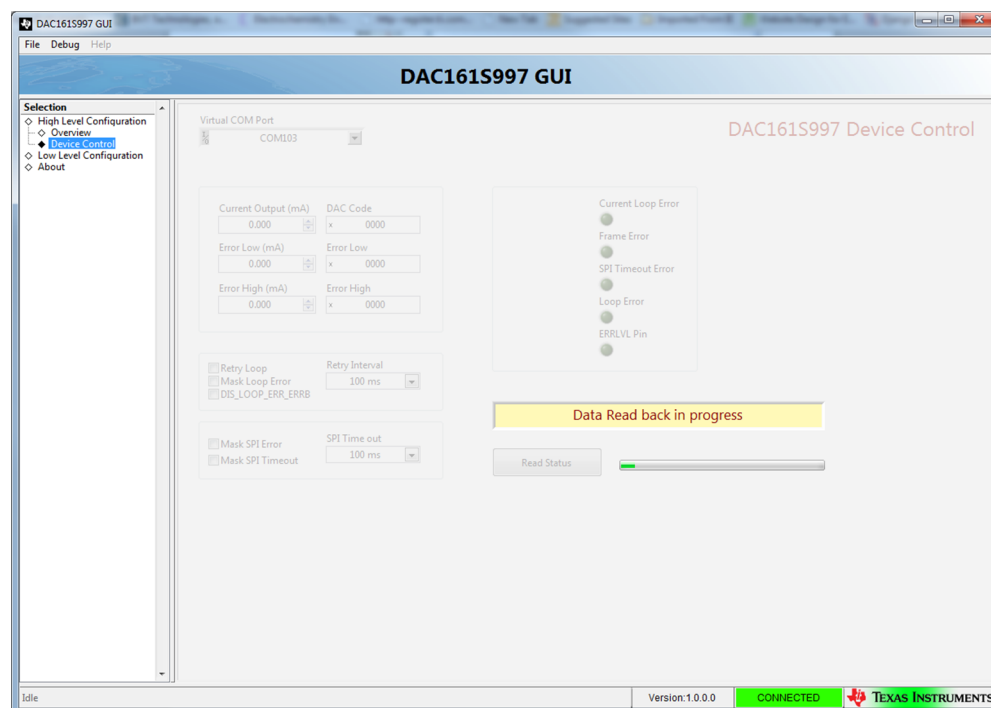 DAC161S997 GUI
File Debug Help
DAC161S997 GUI
Selection
High Level Configuration
Overview
Device Control
Low Level Configuration
About
Virtual COM Port
COM103
DAC161S997 Device Control
Current Output (mA) DAC Code
0.000 x 0000
Error Low (mA) Error Low
0.000 x 0000
Error High (mA) Error High
0.000 x 0000
Current Loop Error
Frame Error
SPI Timeout Error
Loop Error
ERRLVL Pin
Retry Loop
Mask Loop Error
DIS_LOOP_ERR_ERRB
Retry Interval
100 ms
Data Read back in progress
Mask SPI Error
Mask SPI Timeout
SPI Time out
100 ms
Read Status
Idle
Version:1.0.0.0
CONNECTED
TEXAS INSTRUMENTS